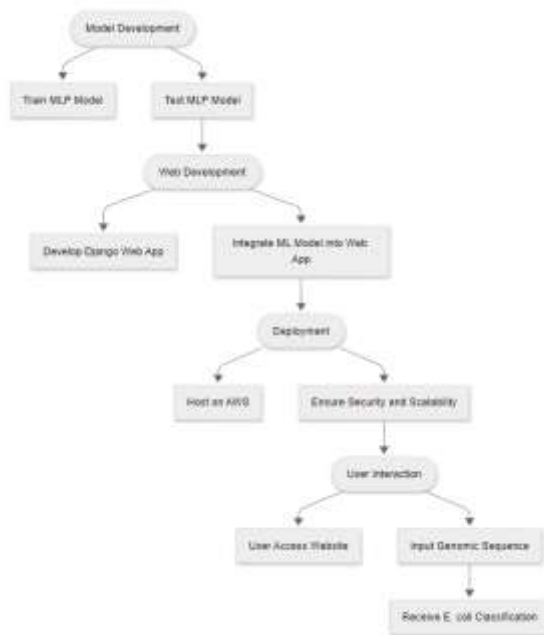 Model Development
Train MLP Model
Test MLP Model
Web Development
Develop Django Web App
Integrate ML Model into Web
App
Deployment
Host on AWS
Ensure Security and Scalability
User Interaction
User Access Website
Input Genomic Sequence
Receive E. coli Classification